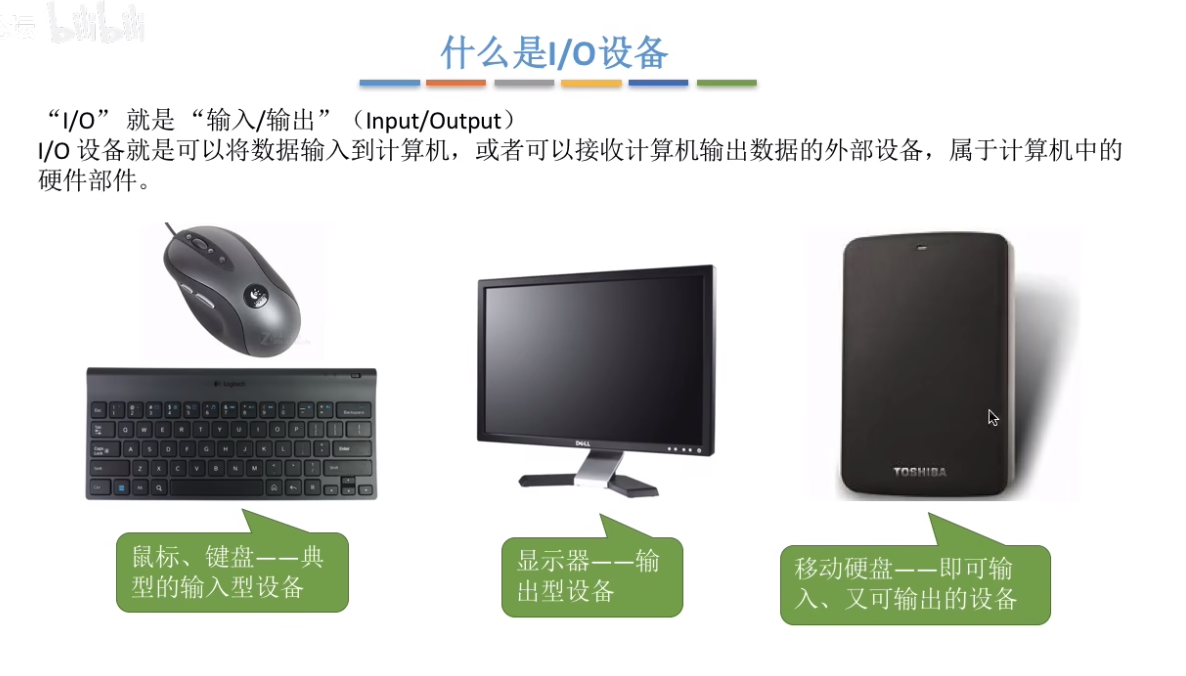 bilibili
什么是I/O设备
“I/O” 就是 “输入/输出”（Input/Output）
I/O 设备就是可以将数据输入到计算机，或者可以接收计算机输出数据的外部设备，属于计算机中的
硬件部件。
Logitech
DELL
TOSHIBA
鼠标、键盘——典
型的输入型设备
显示器——输
出型设备
移动硬盘——即可输
入、又可输出的设备